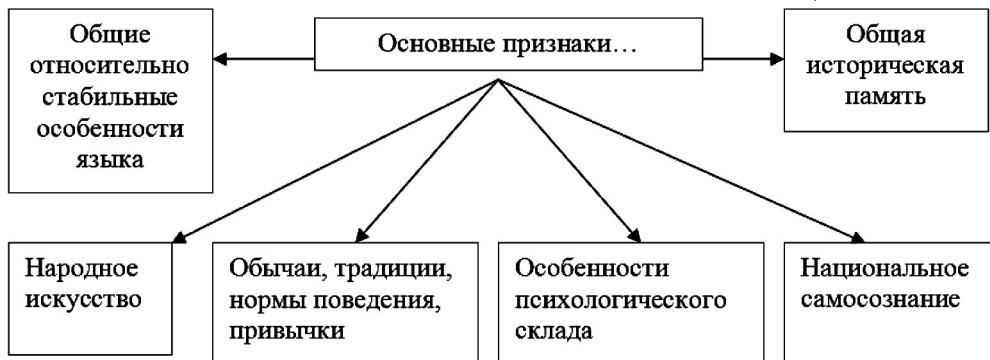 Основные признаки…
Общие
относительно
стабильные
особенности
языка
Общая
историческая
память
Народное
искусство
Обычаи, традиции,
нормы поведения,
привычки
Особенности
психологического
склада
Национальное
самосознание